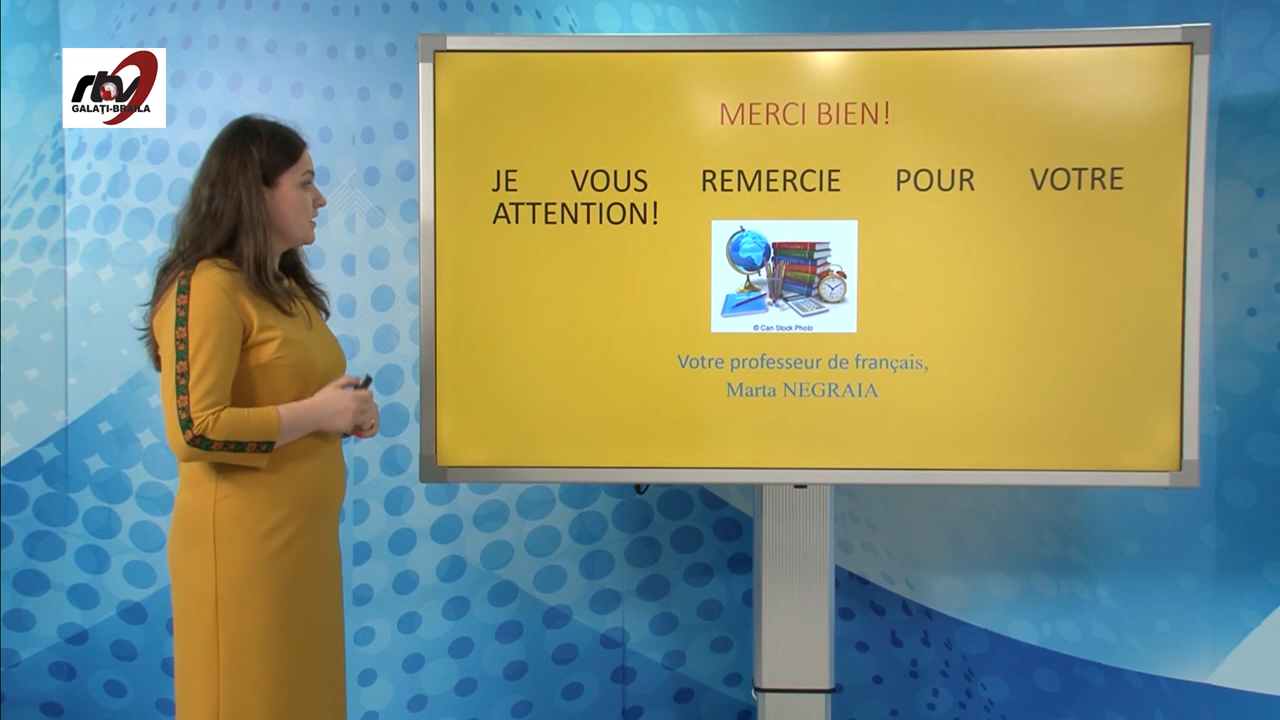 rtv
GALAȚI-BRĂILA
MERCI BIEN!
JE VOUS REMERCIE POUR VOTRE
ATTENTION!
© Can Stock Photo
Votre professeur de français,
Marta NEGRAIA